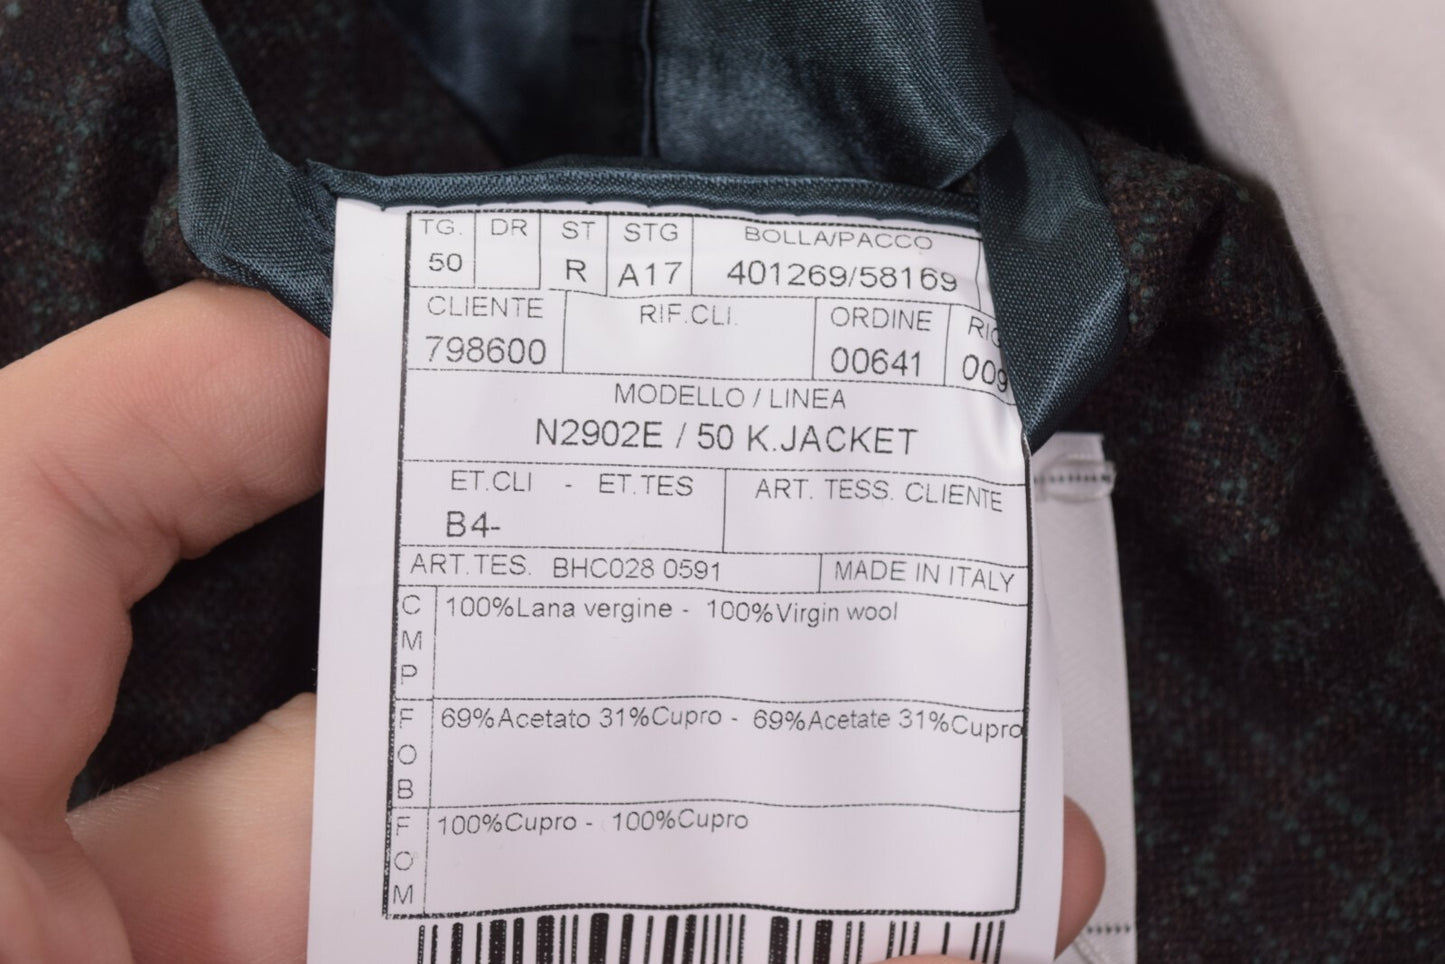 TG. DR ST STG BOLLA/PACCO
50 R A17 401269/58169
CLIENTE RIF.CLI. ORDINE
798600 00641
MODELLO / LINEA
N2902E / 50 K.JACKET
ET.CLI - ET.TES ART. TESS. CLIENTE
B4-
ART.TES. BHC028 0591 MADE IN ITALY
CMP 100%Lana vergine - 100%Virgin wool
FOB 69%Acetato 31%Cupro - 69%Acetate 31%Cupro
FOM 100%Cupro - 100%Cupro